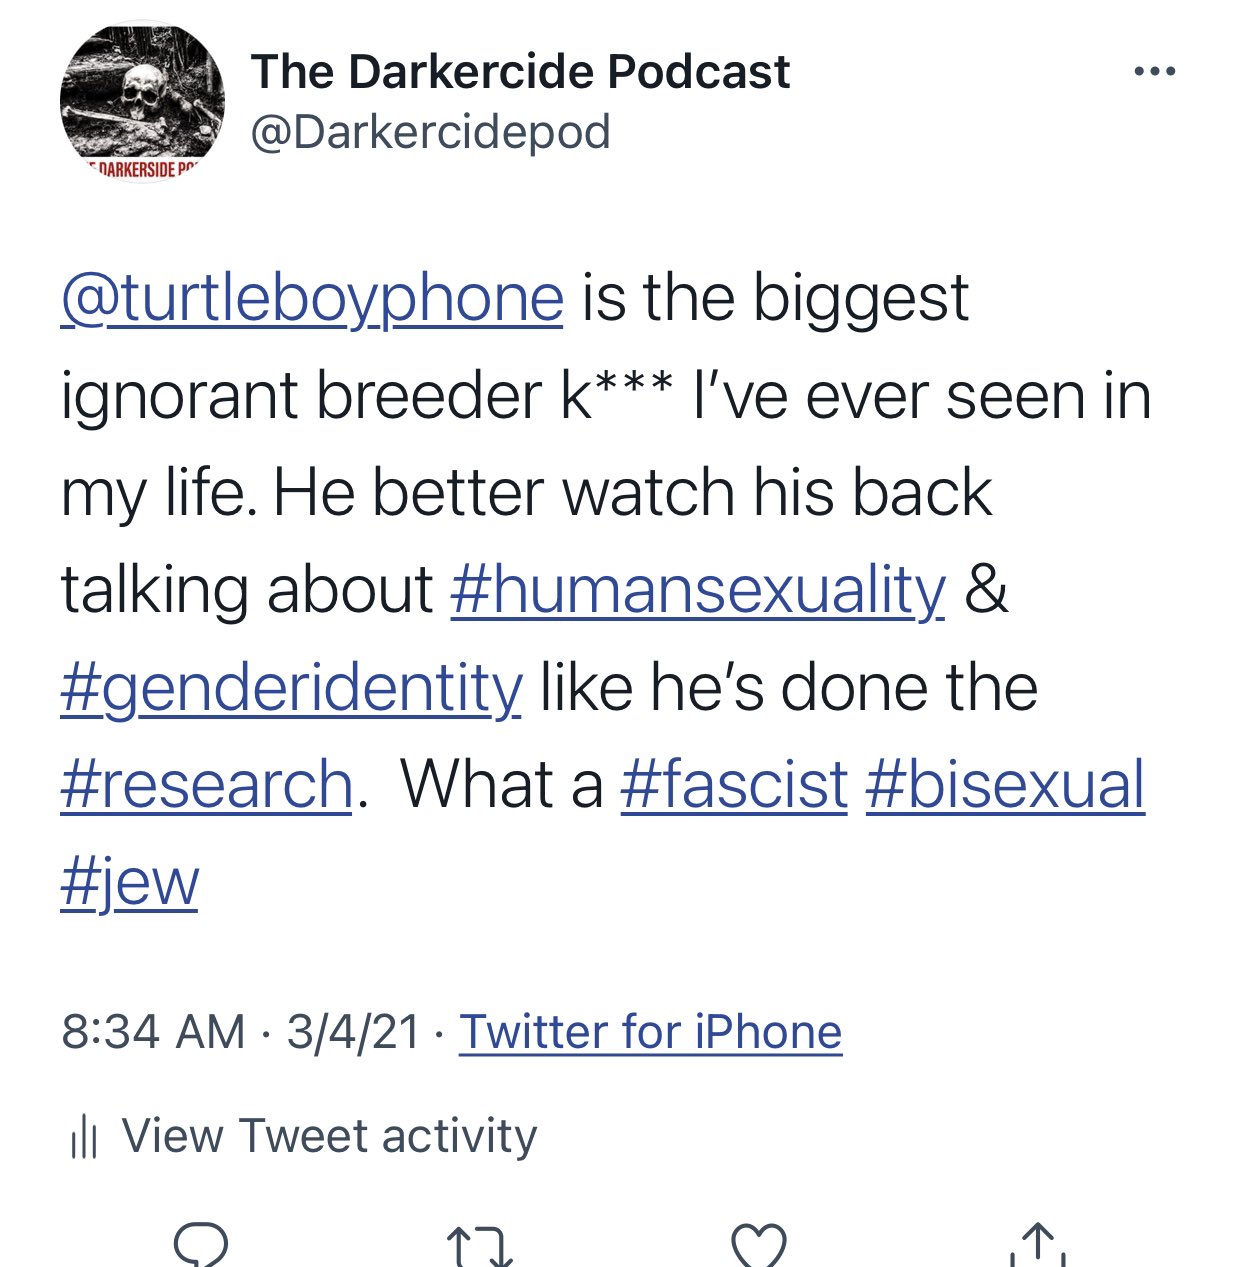 The Darkercide Podcast
@Darkercidepod
DARKERSIDE
@turtleboyphone is the biggest
ignorant breeder k*** I’ve ever seen in
my life. He better watch his back
talking about #humansexuality &
#genderidentity like he’s done the
#research.  What a #fascist #bisexual
#jew
8:34 AM · 3/4/21 · Twitter for iPhone
View Tweet activity